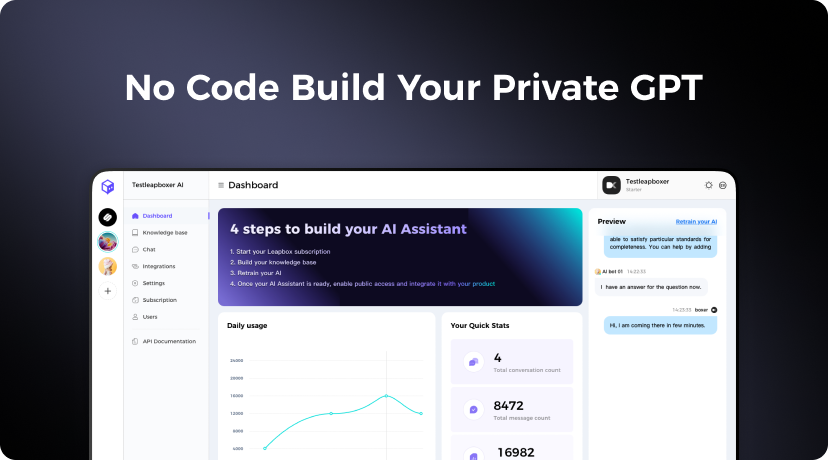 No Code Build Your Private GPT
Testleapboxer AI
Dashboard
Testleapboxer
Starter
Dashboard
Knowledge base
Chat
Integrations
Settings
Subscription
Users
API Documentation
4 steps to build your AI Assistant
1. Start your Leapbox subscription
2. Build your knowledge base
3. Retrain your AI
4. Once your AI Assistant is ready, enable public access and integrate it with your product
Daily usage
24000
20000
16000
12000
8000
4000
Your Quick Stats
4
Total conversation count
8472
Total message count
16982
Preview
Retrain your AI
able to satisfy particular standards for
completeness. You can help by adding
AI bot 01 14:22:33
I have an answer for the question now.
14:23:33 boxer
Hi, i am coming there in few minutes.